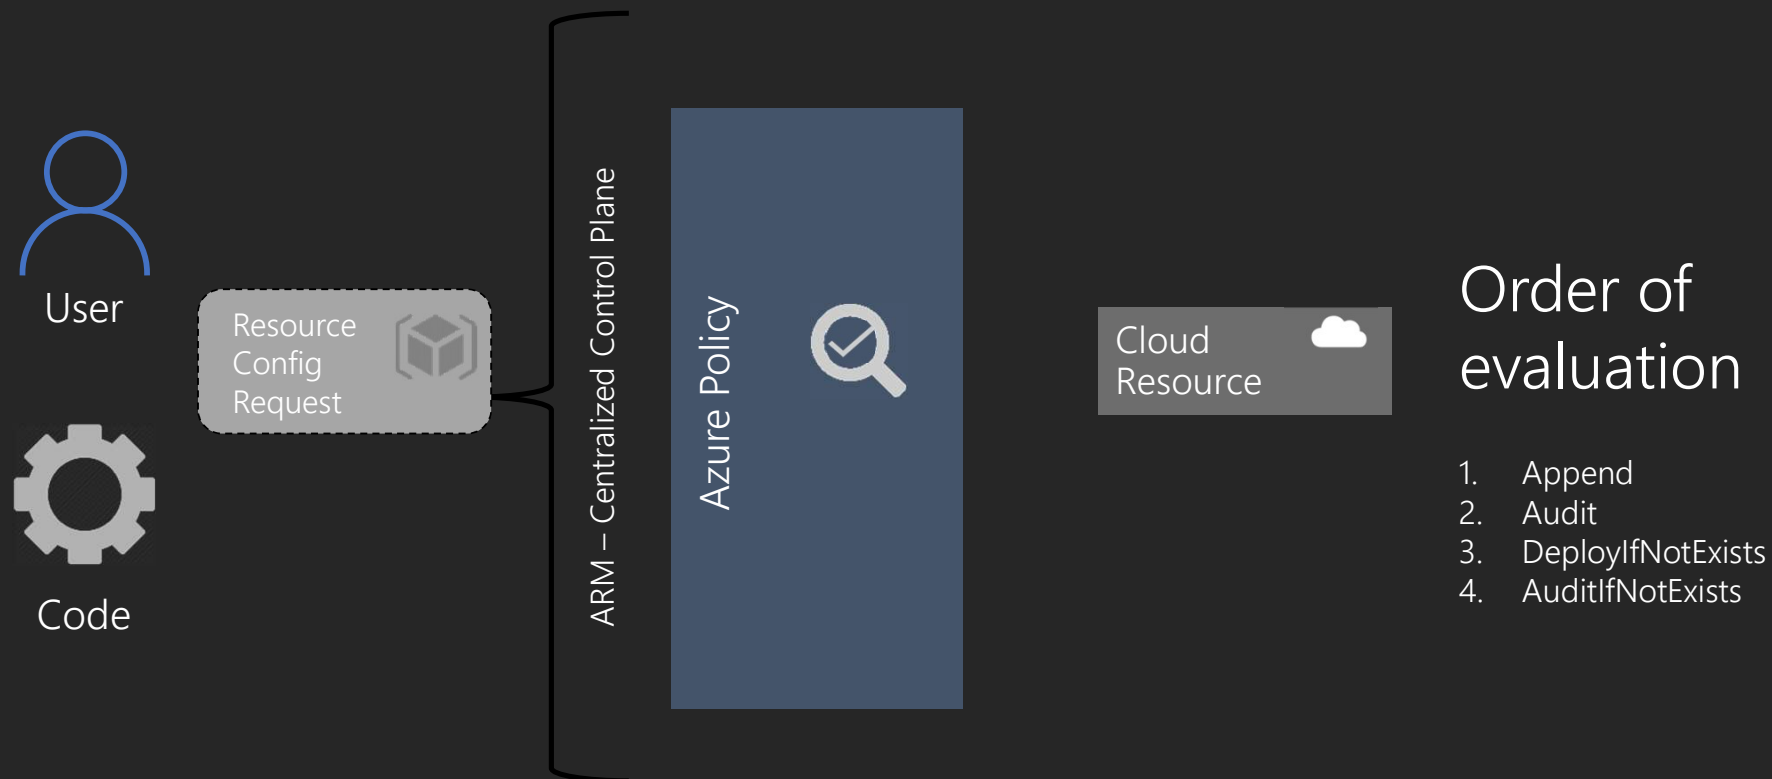 User
Code
Resource
Config
Request
ARM – Centralized Control Plane
Azure Policy
Cloud
Resource
Order of
evaluation
1. Append
2. Audit
3. DeployIfNotExists
4. AuditIfNotExists